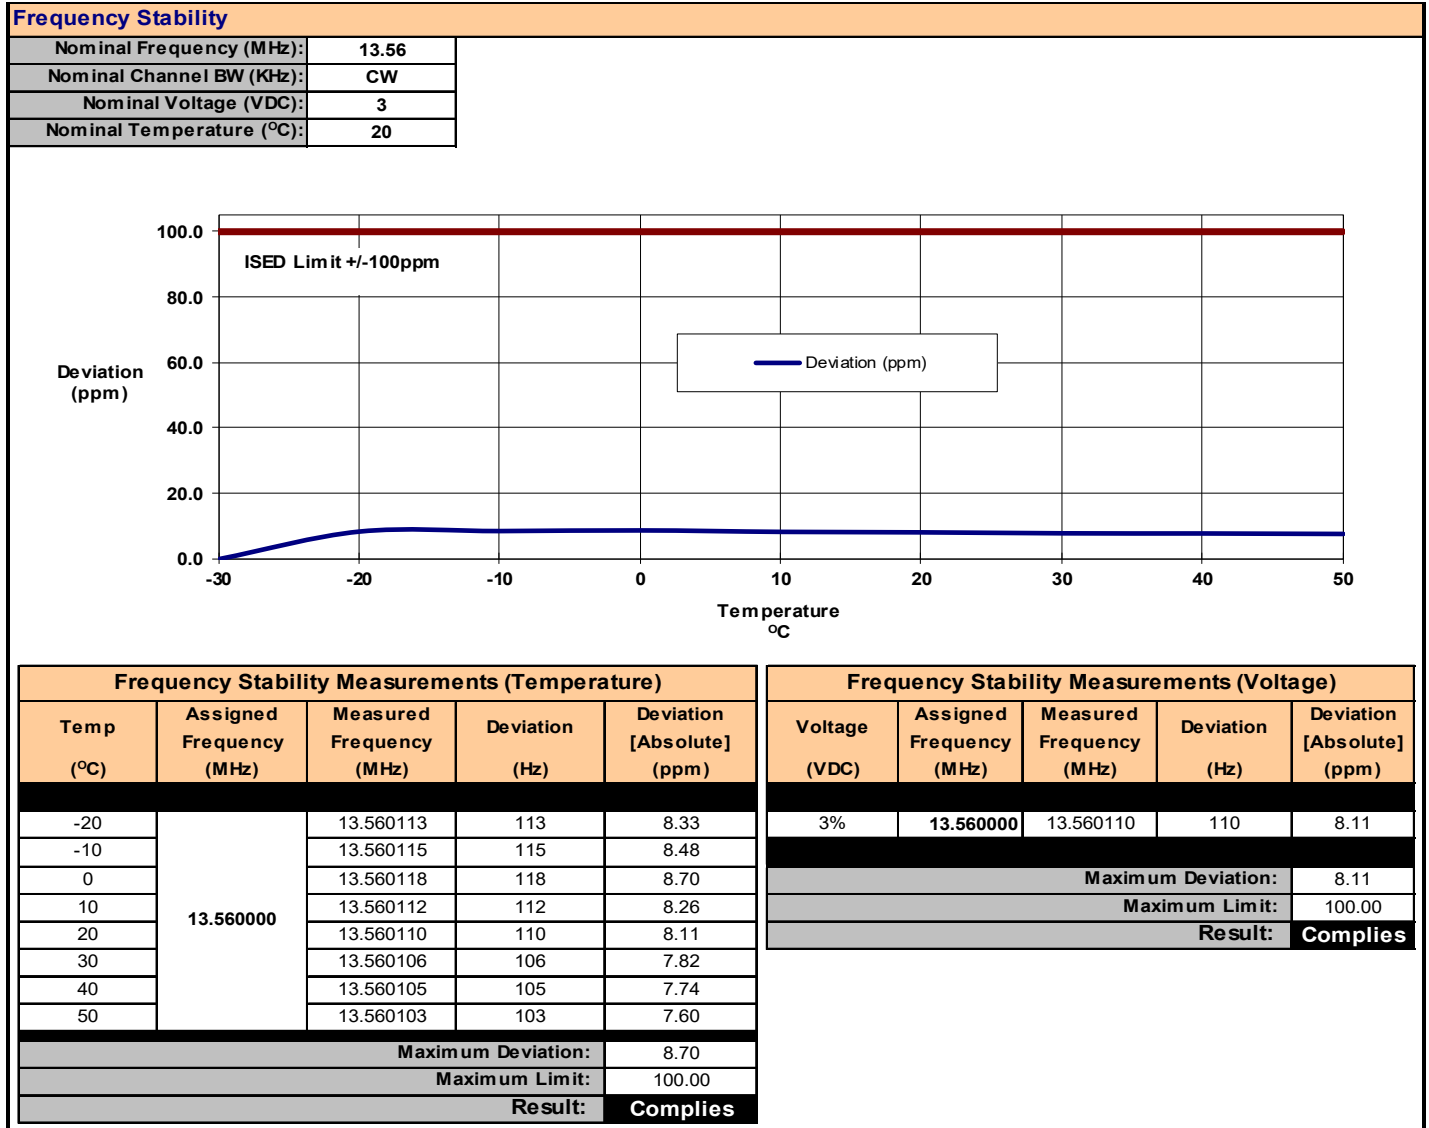 Frequency Stability
Nominal Frequency (MHz): 13.56
Nominal Channel BW (KHz): CW
Nominal Voltage (VDC): 3
Nominal Temperature (ᴼC): 20
100.0
ISED Limit +/-100ppm
80.0
Deviation (ppm)
60.0
Deviation
(ppm)
40.0
20.0
0.0
-30 -20 -10 0 10 20 30 40 50
Temperature
ᴼC
Frequency Stability Measurements (Temperature)
Temp (ᴼC) Assigned Frequency (MHz) Measured Frequency (MHz) Deviation (Hz) Deviation [Absolute] (ppm)
-20 13.560113 113 8.33
-10 13.560115 115 8.48
0 13.560118 118 8.70
10 13.560112 112 8.26
13.560000
20 13.560110 110 8.11
30 13.560106 106 7.82
40 13.560105 105 7.74
50 13.560103 103 7.60
Maximum Deviation: 8.70
Maximum Limit: 100.00
Result: Complies
Frequency Stability Measurements (Voltage)
Voltage (VDC) Assigned Frequency (MHz) Measured Frequency (MHz) Deviation (Hz) Deviation [Absolute] (ppm)
3% 13.560000 13.560110 110 8.11
Maximum Deviation: 8.11
Maximum Limit: 100.00
Result: Complies